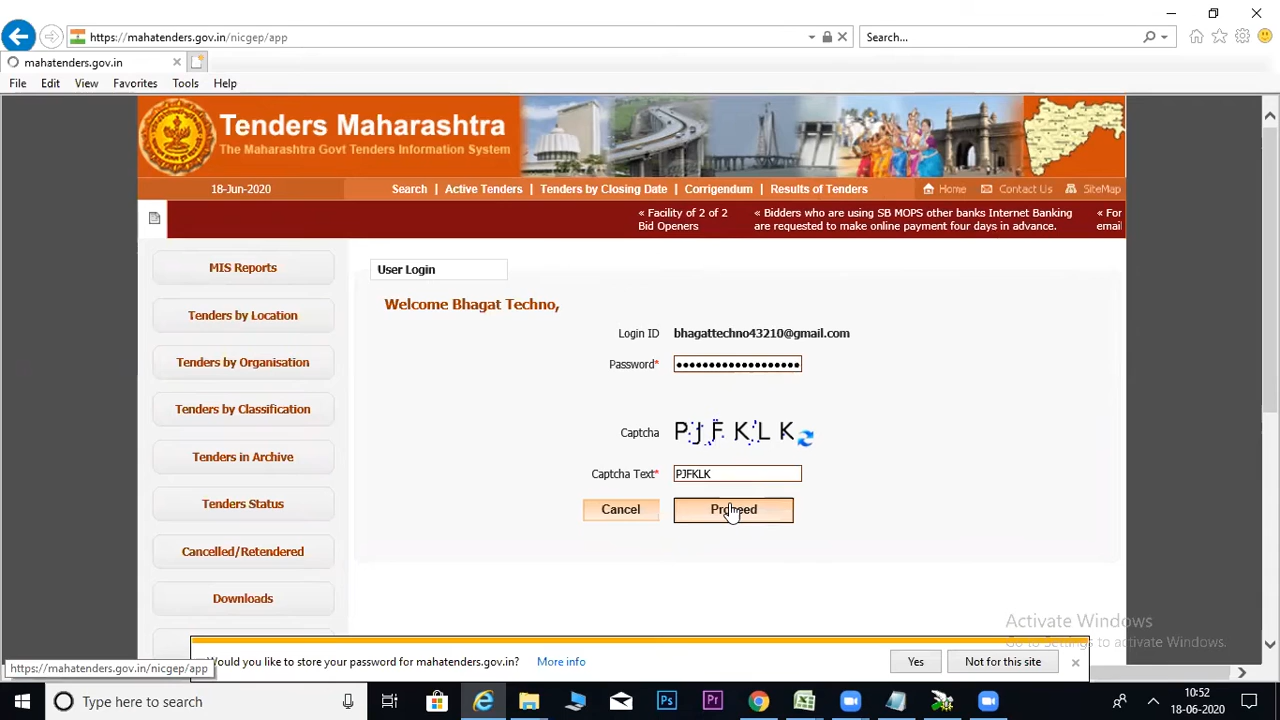 https://mahatenders.gov.in/nicgep/app
Search...
mahatenders.gov.in
File Edit View Favorites Tools Help
Tenders Maharashtra
The Maharashtra Govt Tenders Information System
18-Jun-2020
Search | Active Tenders | Tenders by Closing Date | Corrigendum | Results of Tenders
Home Contact Us SiteMap
« Facility of 2 of 2
Bid Openers
« Bidders who are using SB MOPS other banks Internet Banking
are requested to make online payment four days in advance.
« For
email
MIS Reports
Tenders by Location
Tenders by Organisation
Tenders by Classification
Tenders in Archive
Tenders Status
Cancelled/Retendered
Downloads
User Login
Welcome Bhagat Techno,
Login ID bhagattechno43210@gmail.com
Password*
Captcha PJFKLK
Captcha Text* PJFKLK
Cancel Proceed
Activate Windows
Go to Settings to activate Windows.
Would you like to store your password for mahatenders.gov.in? More info Yes Not for this site
https://mahatenders.gov.in/nicgep/app
Type here to search
10:52
18-06-2020